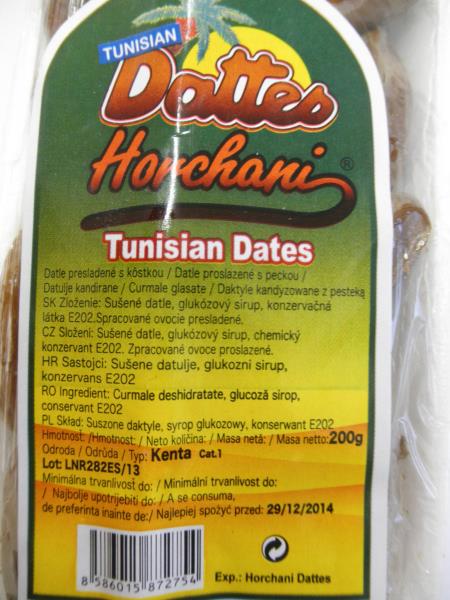 TUNISIAN
Dattes
Horchani ®
Tunisian Dates
Datle presladené s kôstkou / Datle proslazené s peckou /
Datulje kandirane / Curmale glasate / Daktyle kandyzowane z pesteką
SK Zloženie: Sušené datle, glukózový sirup, konzervačná
látka E202.Spracované ovocie presladené.
CZ Složení: Sušené datle, glukózový sirup, chemický
konzervant E202. Zpracované ovoce proslazené.
HR Sastojci: Sušene datulje, glukozni sirup,
konzervans E202
RO Ingredient: Curmale deshidratate, glucoză sirop,
conservant E202
PL Skład: Suszone daktyle, syrop glukozowy, konserwant E202
Hmotnosť: /Hmotnost: / Neto količina: / Masa netă: / Masa netto:200g
Odroda / Odrůda / Typ: Kenta Cat.1
Lot: LNR282ES/13
Minimálna trvanlivosť do: / Minimální trvanlivost do:
/ Najbolje upotrijebiti do: / A se consuma,
de preferinta inainte de:/ Najlepiej spożyć przed: 29/12/2014
8 586015 872754
Exp.: Horchani Dattes